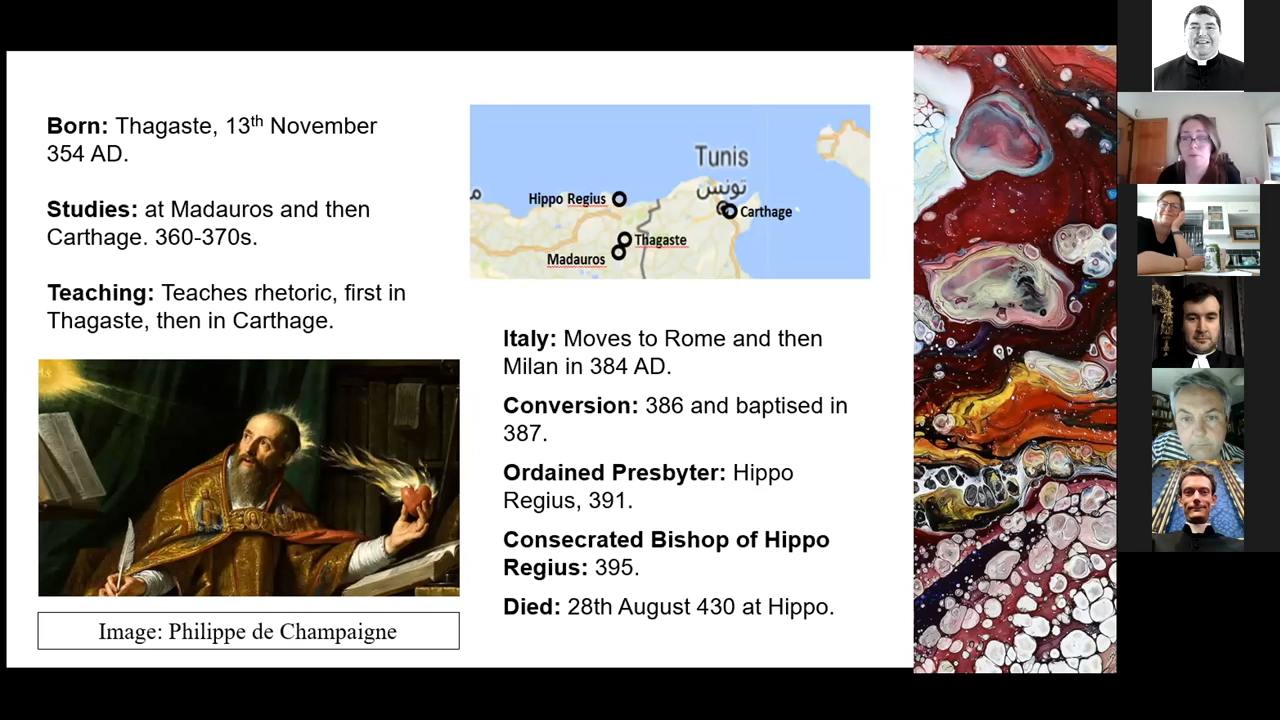 Born: Thagaste, 13th November
354 AD.
Studies: at Madauros and then
Carthage. 360-370s.
Teaching: Teaches rhetoric, first in
Thagaste, then in Carthage.
Image: Philippe de Champaigne
Tunis
تونس
Hippo Regius
Carthage
Thagaste
Madauros
Italy: Moves to Rome and then
Milan in 384 AD.
Conversion: 386 and baptised in
387.
Ordained Presbyter: Hippo
Regius, 391.
Consecrated Bishop of Hippo
Regius: 395.
Died: 28th August 430 at Hippo.